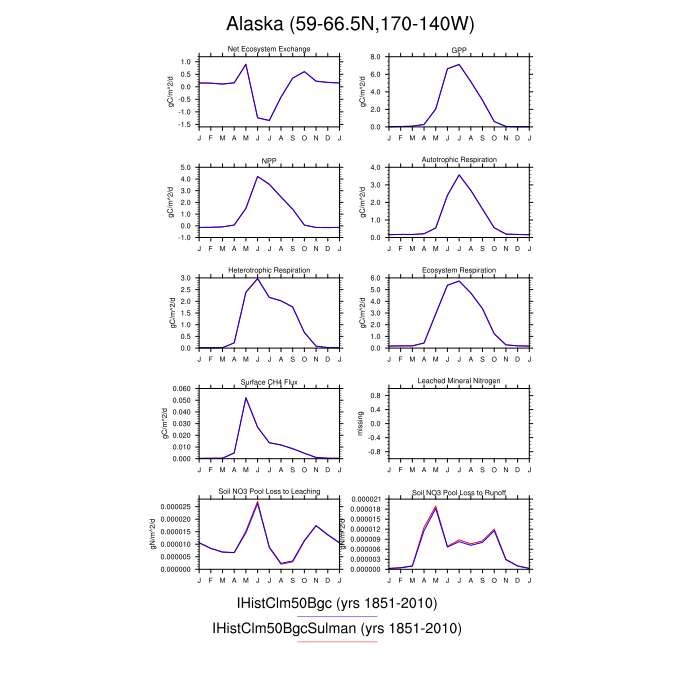 Alaska (59-66.5N,170-140W)
Net Ecosystem Exchange
GPP
gC/m^2/d
1.0
0.5
0.0
-0.5
-1.0
-1.5
J F M A M J J A S O N D J
gC/m^2/d
8.0
6.0
4.0
2.0
0.0
J F M A M J J A S O N D J
NPP
Autotrophic Respiration
gC/m^2/d
5.0
4.0
3.0
2.0
1.0
0.0
-1.0
J F M A M J J A S O N D J
gC/m^2/d
4.0
3.0
2.0
1.0
0.0
J F M A M J J A S O N D J
Heterotrophic Respiration
Ecosystem Respiration
gC/m^2/d
3.0
2.5
2.0
1.5
1.0
0.5
0.0
J F M A M J J A S O N D J
gC/m^2/d
6.0
5.0
4.0
3.0
2.0
1.0
0.0
J F M A M J J A S O N D J
Surface CH4 Flux
Leached Mineral Nitrogen
gC/m^2/d
0.060
0.050
0.040
0.030
0.020
0.010
0.000
J F M A M J J A S O N D J
missing
0.8
0.4
-0.0
-0.4
-0.8
J F M A M J J A S O N D J
Soil NO3 Pool Loss to Leaching
Soil NO3 Pool Loss to Runoff
gN/m^2/d
0.000025
0.000020
0.000015
0.000010
0.000005
0.000000
J F M A M J J A S O N D J
gN/m^2/d
0.000021
0.000018
0.000015
0.000012
0.000009
0.000006
0.000003
0.000000
J F M A M J J A S O N D J
IHistClm50Bgc (yrs 1851-2010)
IHistClm50BgcSulman (yrs 1851-2010)